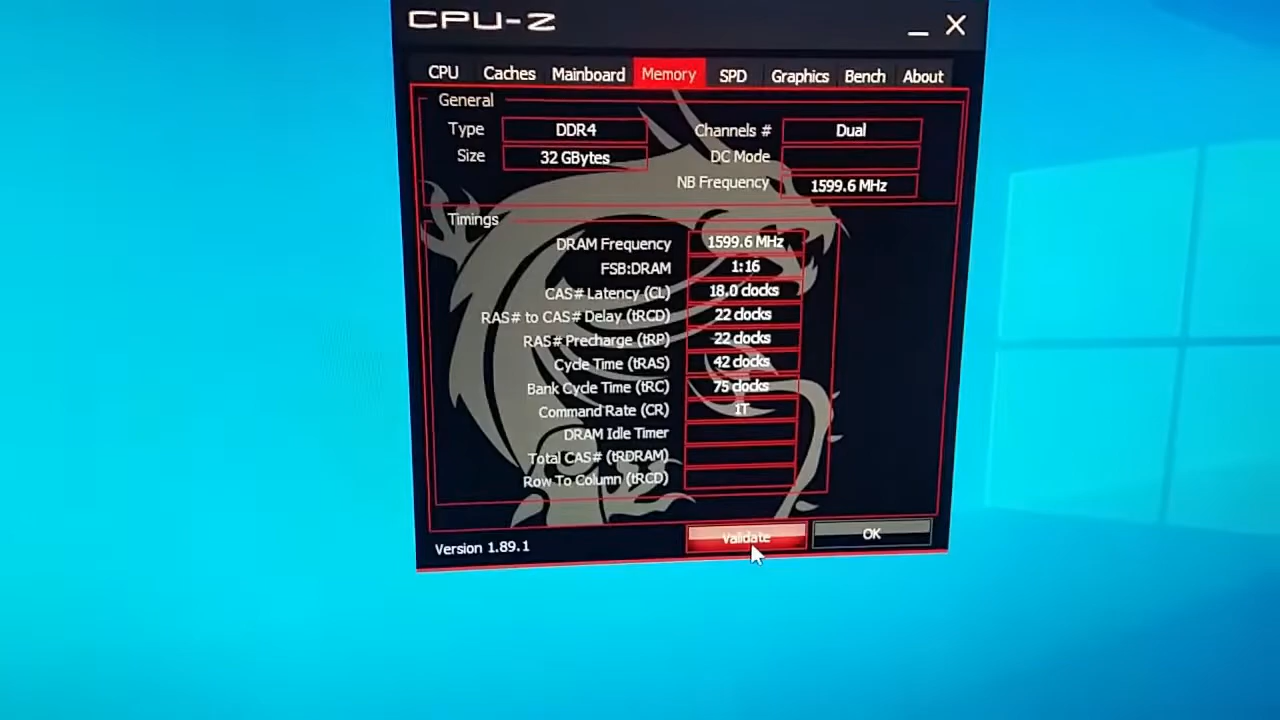 CPU-Z
CPU Caches Mainboard Memory SPD Graphics Bench About
General
Type DDR4 Channels # Dual
Size 32 GBytes DC Mode
NB Frequency 1599.6 MHz
Timings
DRAM Frequency 1599.6 MHz
FSB:DRAM 1:16
CAS# Latency (CL) 18.0 clocks
RAS# to CAS# Delay (tRCD) 22 clocks
RAS# Precharge (tRP) 22 clocks
Cycle Time (tRAS) 42 clocks
Bank Cycle Time (tRC) 75 clocks
Command Rate (CR) 1T
DRAM Idle Timer
Total CAS# (tRDRAM)
Row To Column (tRCD)
Version 1.89.1 Validate OK